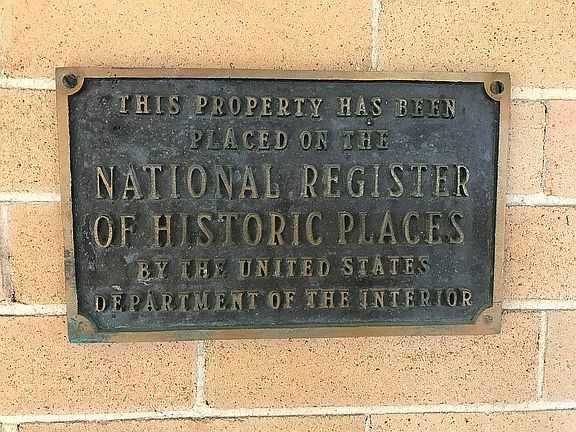 THIS PROPERTY HAS BEEN
PLACED ON THE
NATIONAL REGISTER
OF HISTORIC PLACES
BY THE UNITED STATES
DEPARTMENT OF THE INTERIOR